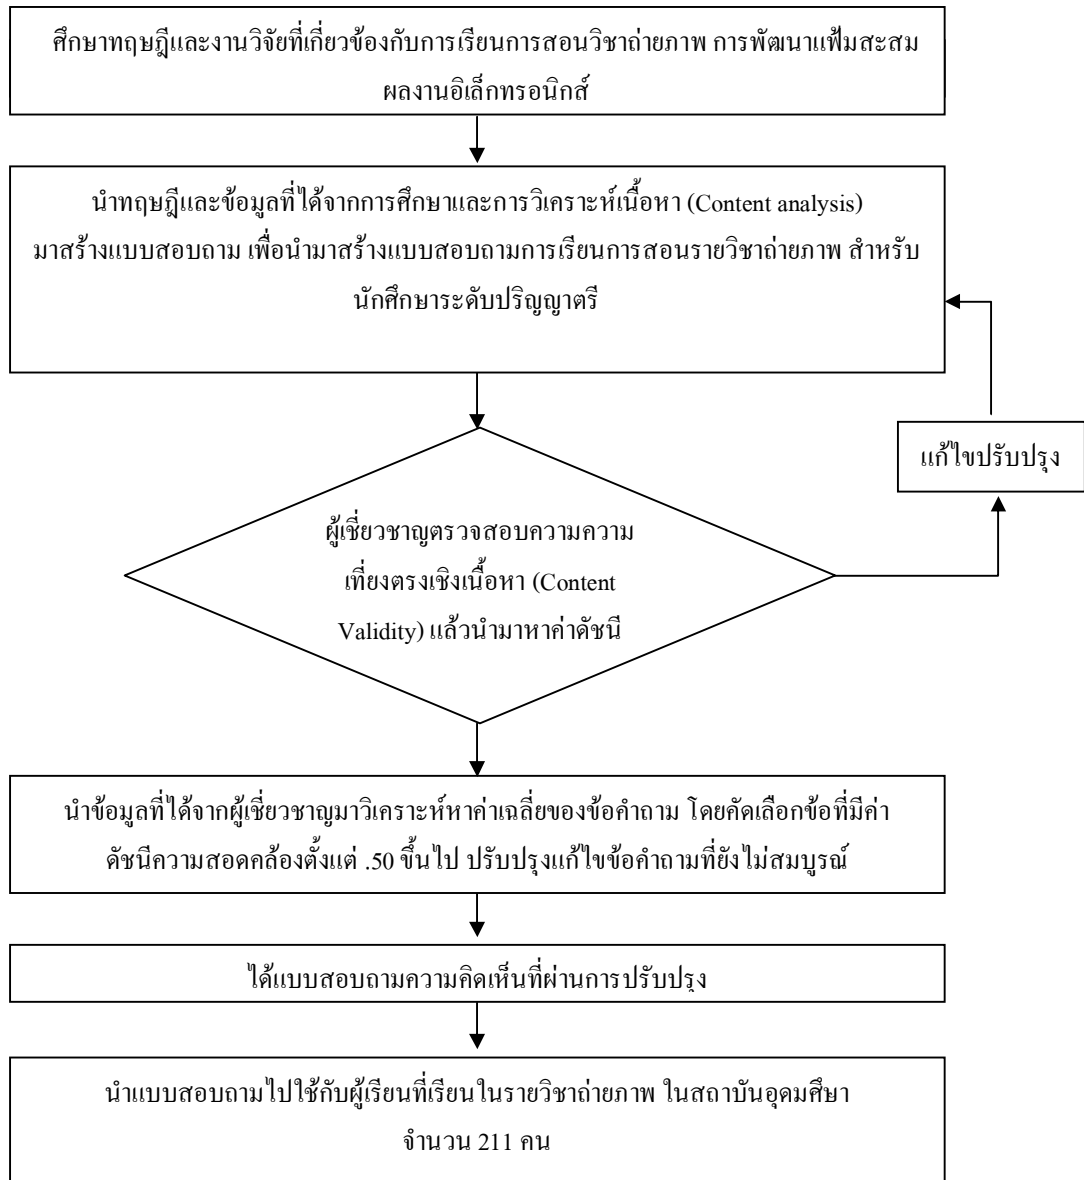 ศึกษาทฤษฎีและงานวิจัยที่เกี่ยวข้องกับการเรียนการสอนวิชาถ่ายภาพ การพัฒนาแฟ้มสะสม
ผลงานอิเล็กทรอนิกส์
นำทฤษฎีและข้อมูลที่ได้จากการศึกษาและการวิเคราะห์เนื้อหา (Content analysis)
มาสร้างแบบสอบถาม เพื่อนำมาสร้างแบบสอบถามการเรียนการสอนรายวิชาถ่ายภาพ สำหรับ
นักศึกษาระดับปริญญาตรี
แก้ไขปรับปรุง
ผู้เชี่ยวชาญตรวจสอบความความ
เที่ยงตรงเชิงเนื้อหา (Content
Validity) แล้วนำมาหาค่าดัชนี
นำข้อมูลที่ได้จากผู้เชี่ยวชาญมาวิเคราะห์หาค่าเฉลี่ยของข้อคำถาม โดยคัดเลือกข้อที่มีค่า
ดัชนีความสอดคล้องตั้งแต่ .50 ขึ้นไป ปรับปรุงแก้ไขข้อคำถามที่ยังไม่สมบูรณ์
ได้แบบสอบถามความคิดเห็นที่ผ่านการปรับปรุง
นำแบบสอบถามไปใช้กับผู้เรียนที่เรียนในรายวิชาถ่ายภาพ ในสถาบันอุดมศึกษา
จำนวน 211 คน